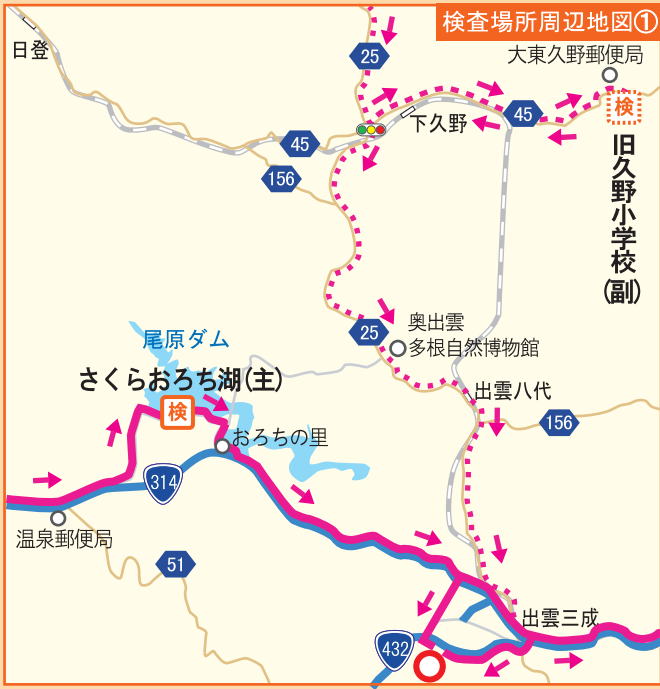 検査場所周辺地図①
日登
25
大東久野郵便局
検
45
下久野
45
156
旧久野小学校(副)
25
奥出雲
多根自然博物館
尾原ダム
さくらおろち湖(主)
検
出雲八代
156
おろちの里
314
温泉郵便局
51
出雲三成
432